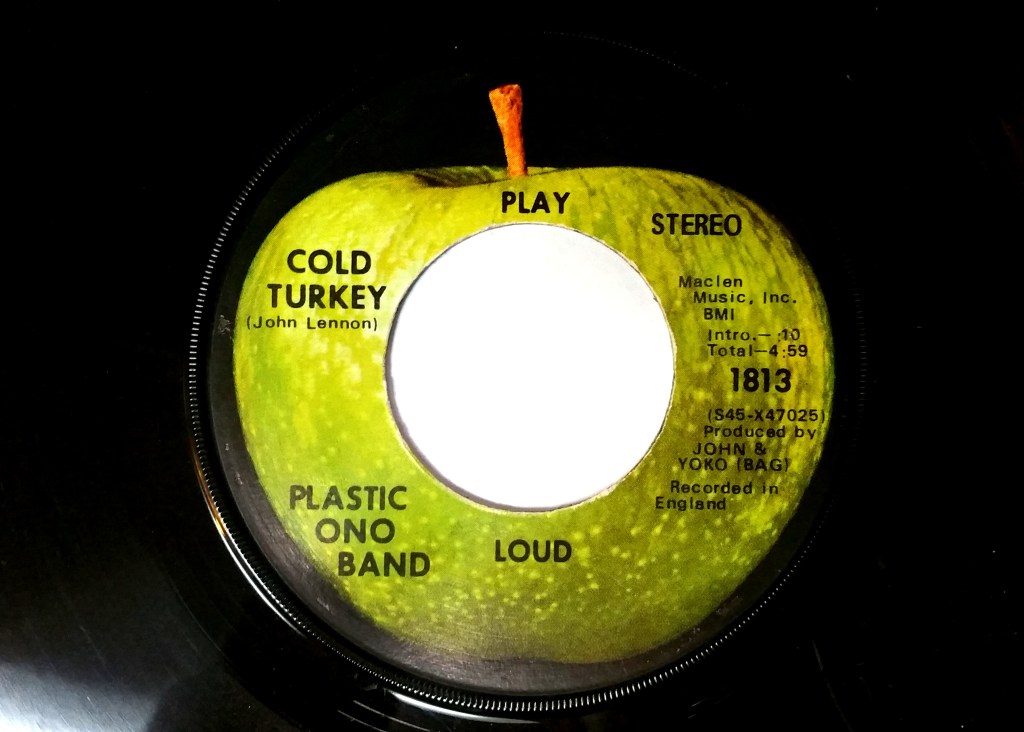 PLAY
STEREO
COLD
TURKEY
(John Lennon)
Maclen
Music, Inc.
BMI
Intro.— :10
Total—4:59
1813
(S45-X47025)
Produced by
JOHN &
YOKO (BAG)
Recorded in
England
PLASTIC
ONO
BAND
LOUD